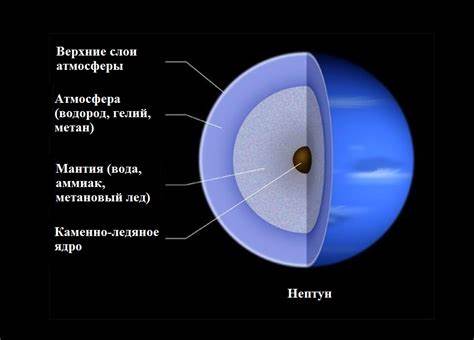 Верхние слои
атмосферы
Атмосфера
(водород, гелий,
метан)
Мантия (вода,
аммиак,
метановый лед)
Каменно-ледяное
ядро
Нептун